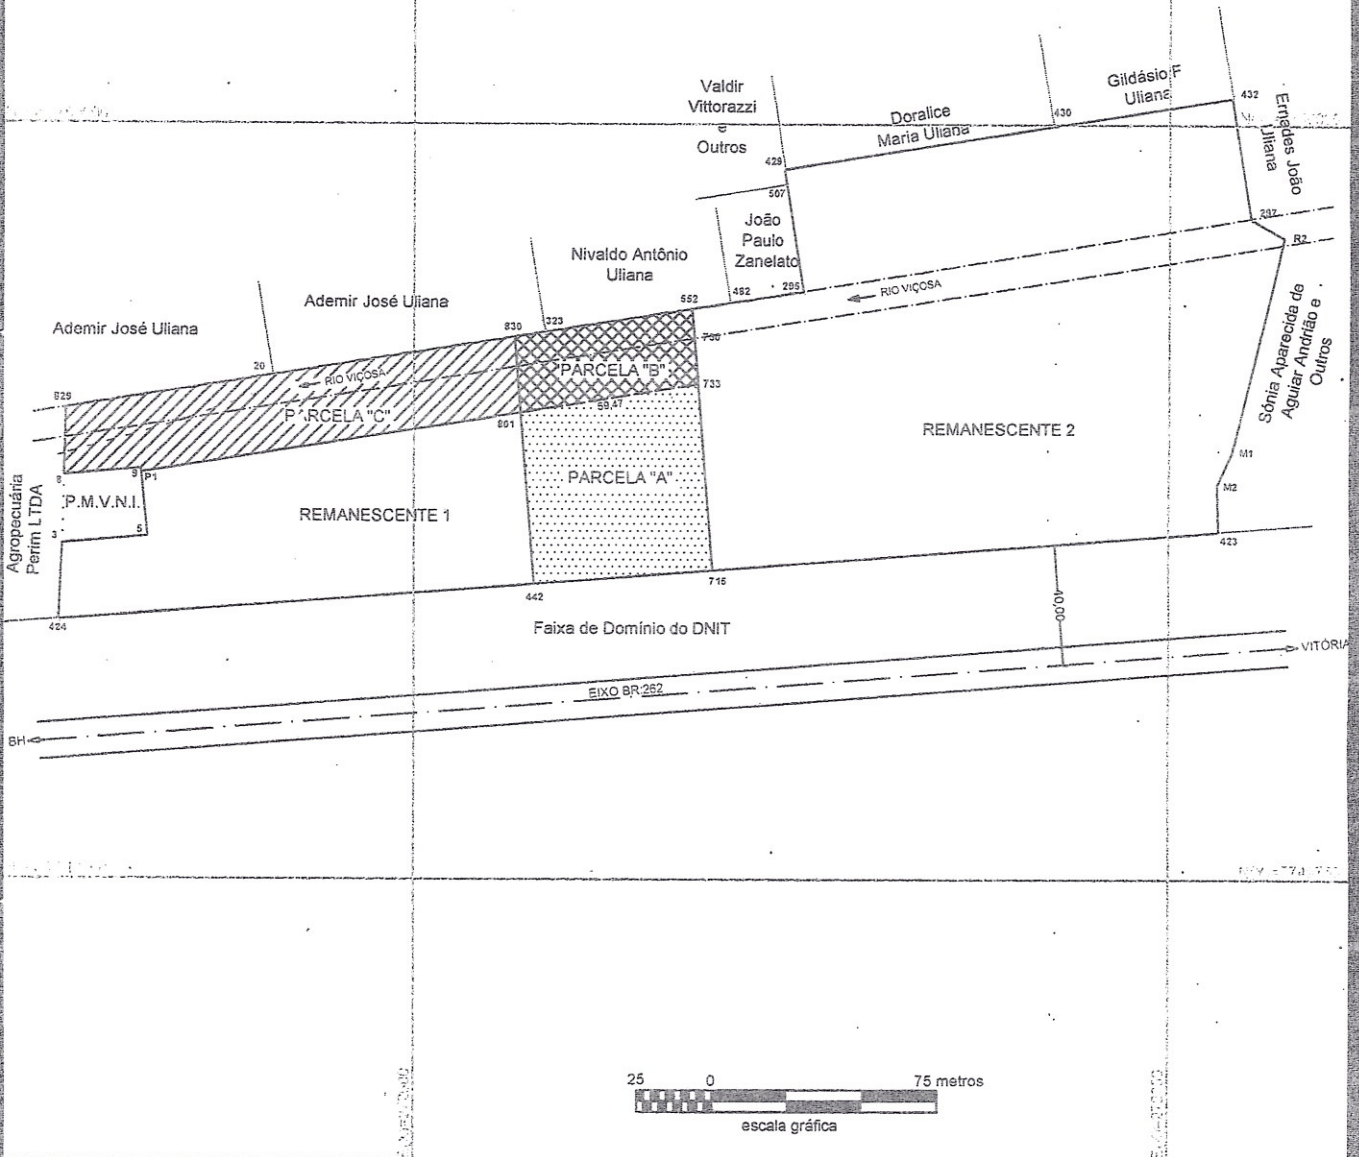 Gildásio F
Uliana
432
Valdir
Vittorazzi
e
Outros
Doralice
Maria Uliana
430
Ernades João
Uliana
429
507
297
R2
João
Paulo
Zanelato
Nivaldo Antônio
Uliana
295
482
552
RIO VIÇOSA
Ademir José Uliana
Ademir José Uliana
830
323
730
20
RIO VIÇOSA
PARCELA "B"
733
829
PARCELA "C"
59,47
801
Sônia Aparecida de
Aguiar Andrião e
Outros
REMANESCENTE 2
M1
8
9
P1
PARCELA "A"
M2
Agropecuária
Perim LTDA
P.M.V.N.I.
REMANESCENTE 1
3
5
423
715
442
40,00
424
Faixa de Domínio do DNIT
VITÓRIA
EIXO BR:262
BH
25 0 75 metros
escala gráfica